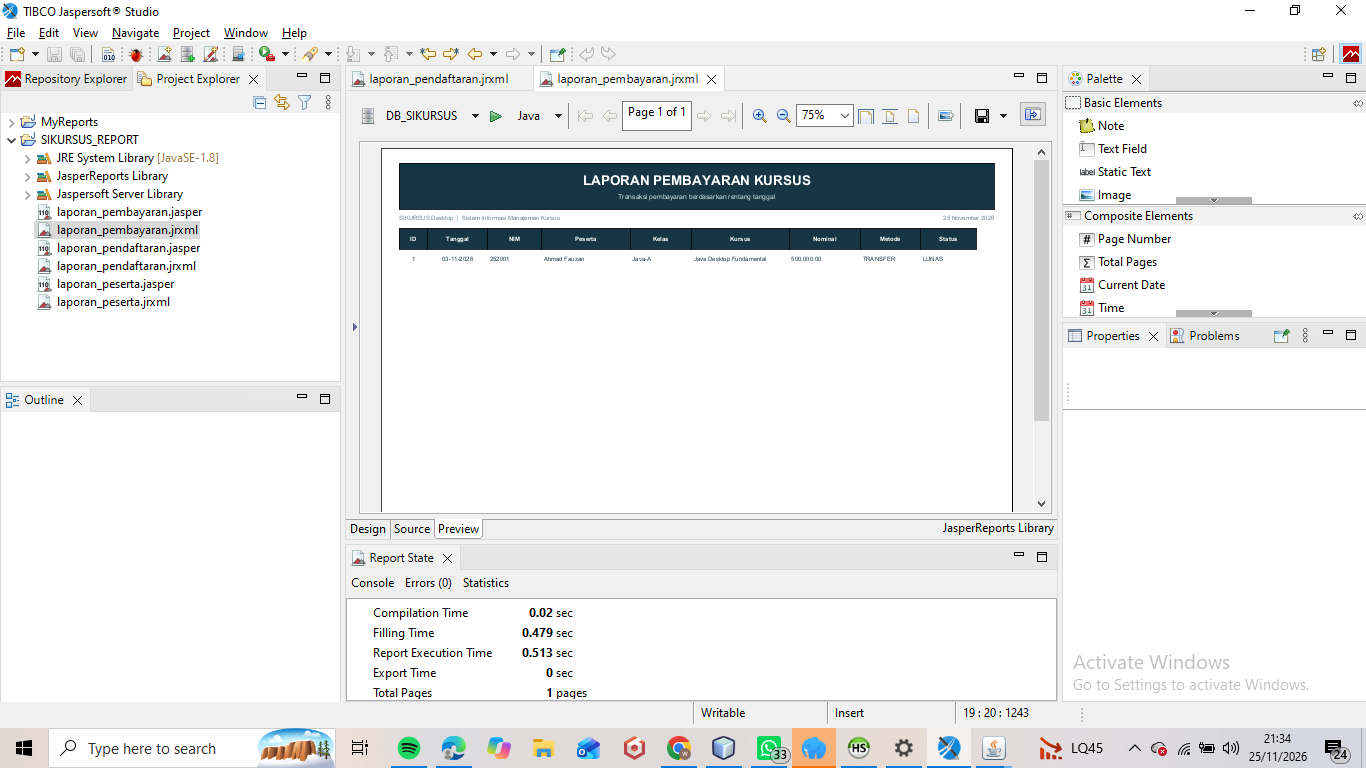 TIBCO Jaspersoft® Studio
File Edit View Navigate Project Window Help
Repository Explorer Project Explorer
MyReports
SIKURSUS_REPORT
JRE System Library [JavaSE-1.8]
JasperReports Library
Jaspersoft Server Library
laporan_pembayaran.jasper
laporan_pembayaran.jrxml
laporan_pendaftaran.jasper
laporan_pendaftaran.jrxml
laporan_peserta.jasper
laporan_peserta.jrxml
Outline
laporan_pendaftaran.jrxml laporan_pembayaran.jrxml
DB_SIKURSUS Java Page 1 of 1 75%
LAPORAN PEMBAYARAN KURSUS
Transaksi pembayaran berdasarkan rentang tanggal
SIKURSUS Desktop | Sistem Informasi Manajemen Kursus 25 November 2026
ID Tanggal NIM Peserta Kelas Kursus Nominal Metode Status
1 03-11-2026 252001 Ahmad Fauzan Java-A Java Desktop Fundamental 500,000.00 TRANSFER LUNAS
Design Source Preview JasperReports Library
Report State
Console Errors (0) Statistics
Compilation Time 0.02 sec
Filling Time 0.479 sec
Report Execution Time 0.513 sec
Export Time 0 sec
Total Pages 1 pages
Palette
Basic Elements
Note
Text Field
label Static Text
Image
Composite Elements
# Page Number
Σ Total Pages
31 Current Date
31 Time
Properties Problems
Activate Windows
Go to Settings to activate Windows.
Writable Insert 19 : 20 : 1243
Type here to search
33
HS
LQ45
21:34
25/11/2026
24